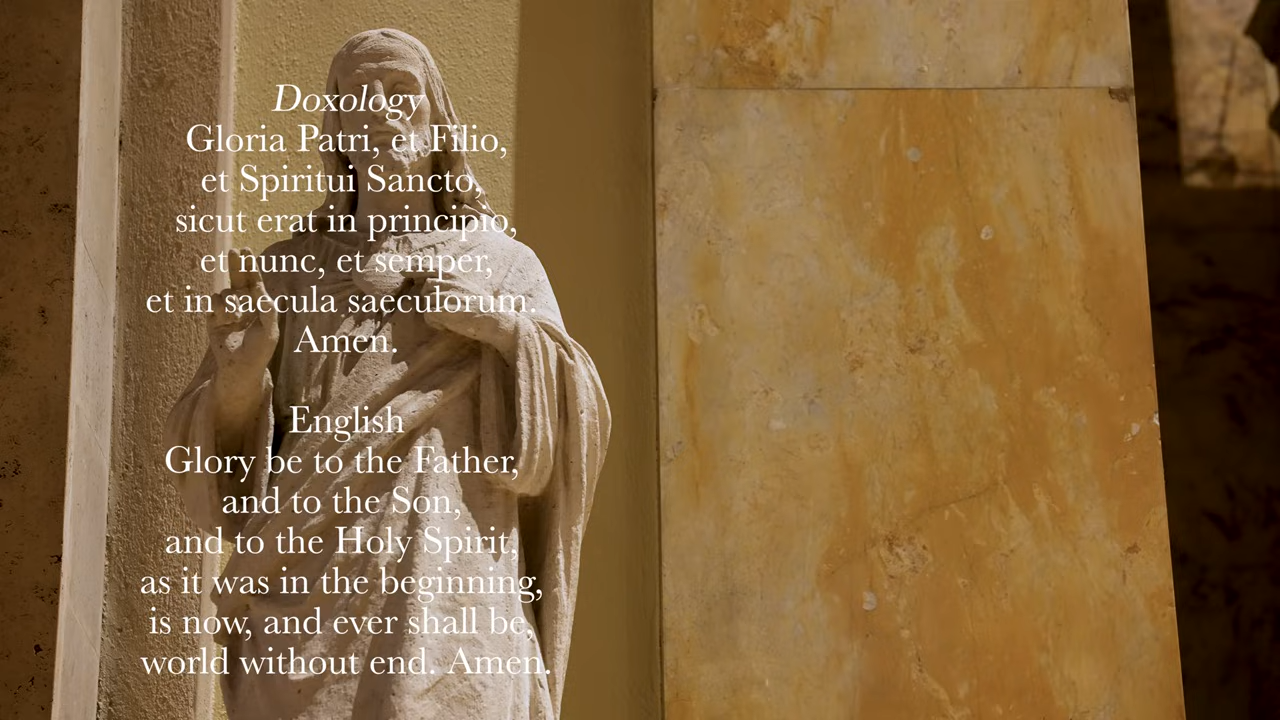 Doxology
Gloria Patri, et Filio,
et Spiritui Sancto,
sicut erat in principio,
et nunc, et semper,
et in saecula saeculorum.
Amen.
English
Glory be to the Father,
and to the Son,
and to the Holy Spirit,
as it was in the beginning,
is now, and ever shall be,
world without end. Amen.